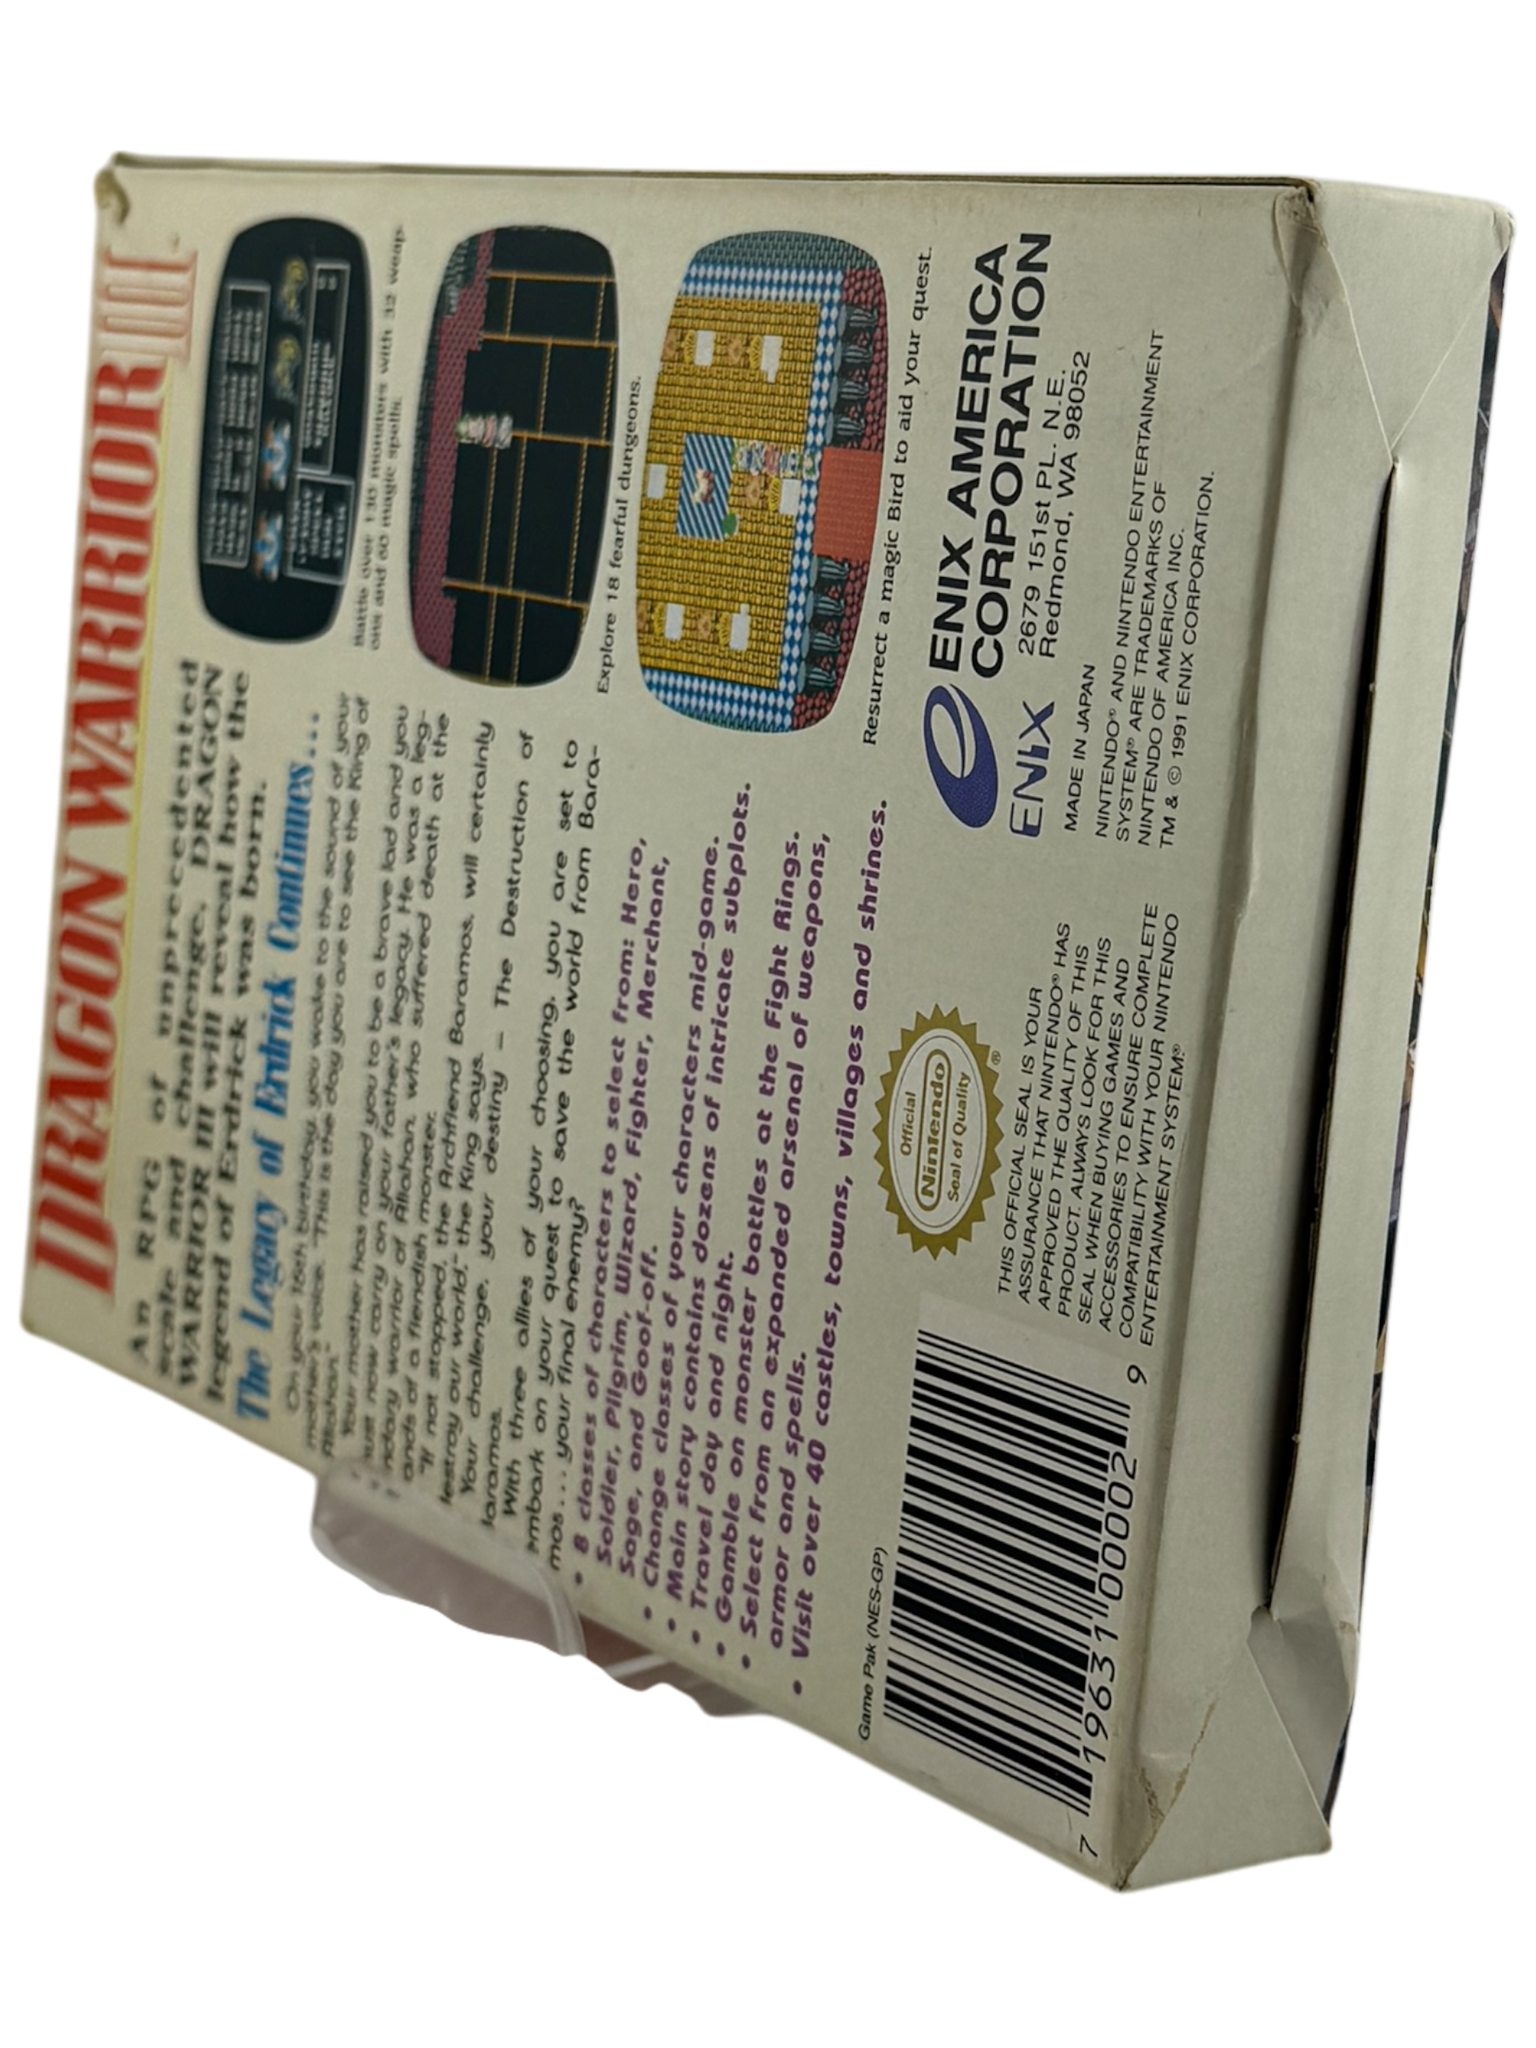 DRAGON WARRIOR III
An RPG of unprecedented
scale and challenge, DRAGON
WARRIOR III will reveal how the
legend of Erdrick was born.
The Legacy of Erdrick Continues...
On your 16th birthday, you wake to the sound of your
mother's voice. "This is the day you are to see the King of
Aliahan."
Your mother has raised you to be a brave lad and you
must now carry on your father's legacy. He was a leg-
endary warrior of Aliahan, who suffered death at the
hands of a fiendish monster.
"If not stopped, the Archfiend Baramos, will certainly
destroy our world," the King says.
Your challenge, your destiny – The Destruction of
Baramos.
With three allies of your choosing, you are set to
embark on your quest to save the world from Bara-
mos...your final enemy?
• 8 classes of characters to select from: Hero,
Soldier, Pilgrim, Wizard, Fighter, Merchant,
Sage, and Goof-off.
• Change classes of your characters mid-game.
• Main story contains dozens of intricate subplots.
• Travel day and night.
• Gamble on monster battles at the Fight Rings.
• Select from an expanded arsenal of weapons,
armor and spells.
• Visit over 40 castles, towns, villages and shrines.
Battle over 130 monsters with 32 weap-
ons and 60 magic spells.
Explore 18 fearful dungeons.
Resurrect a magic Bird to aid your quest.
Game Pak (NES-GP)
7 19631 00002 9
Official
Nintendo
Seal of Quality
®
THIS OFFICIAL SEAL IS YOUR
ASSURANCE THAT NINTENDO® HAS
APPROVED THE QUALITY OF THIS
PRODUCT. ALWAYS LOOK FOR THIS
SEAL WHEN BUYING GAMES AND
ACCESSORIES TO ENSURE COMPLETE
COMPATIBILITY WITH YOUR NINTENDO
ENTERTAINMENT SYSTEM®.
ENIX
ENIX AMERICA
CORPORATION
2679 151st PL. N.E.
Redmond, WA 98052
MADE IN JAPAN
NINTENDO® AND NINTENDO ENTERTAINMENT
SYSTEM® ARE TRADEMARKS OF
NINTENDO OF AMERICA INC.
TM & © 1991 ENIX CORPORATION.